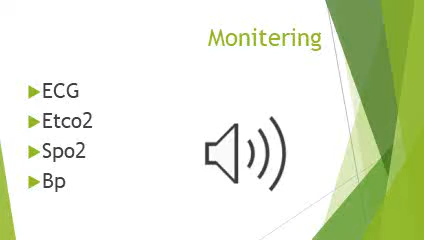 Monitering
ECG
Etco2
Spo2
Bp